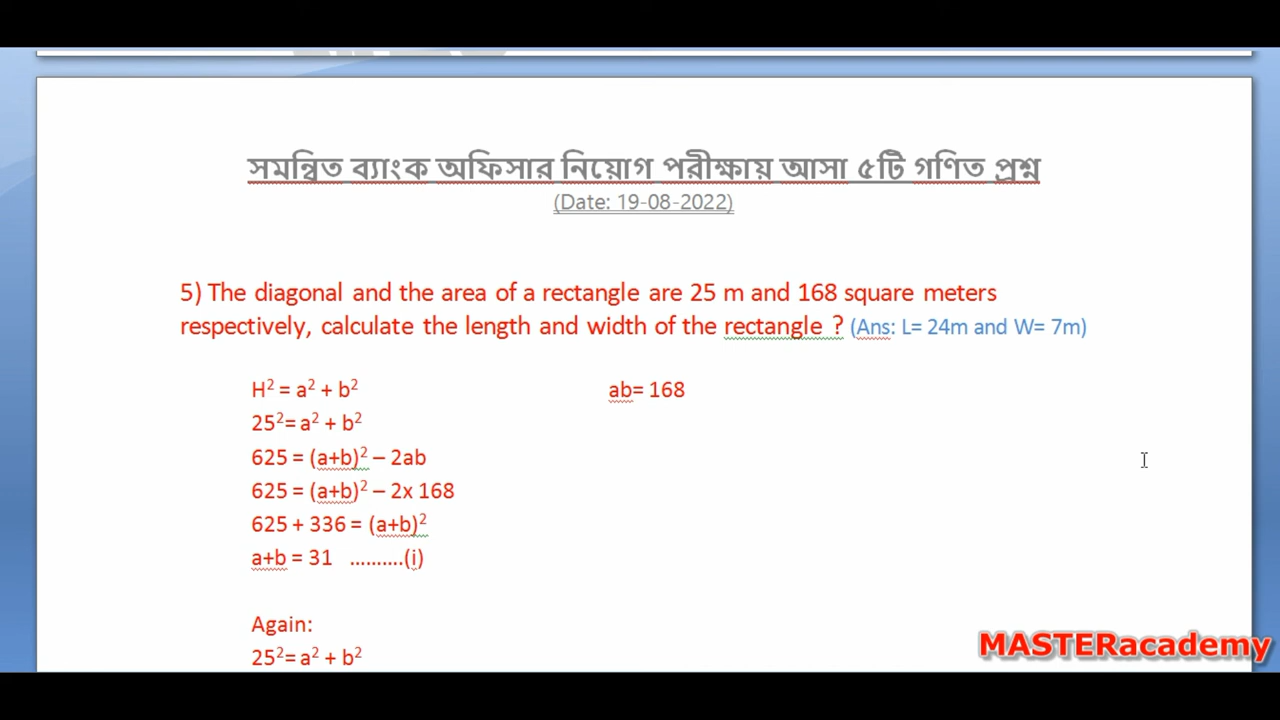 সমন্বিত ব্যাংক অফিসার নিয়োগ পরীক্ষায় আসা ৫টি গণিত প্রশ্ন
(Date: 19-08-2022)
5) The diagonal and the area of a rectangle are 25 m and 168 square meters
respectively, calculate the length and width of the rectangle ? (Ans: L= 24m and W= 7m)
H² = a² + b² ab= 168
25²= a² + b²
625 = (a+b)² – 2ab
625 = (a+b)² – 2x 168
625 + 336 = (a+b)²
a+b = 31 ..........(i)
Again:
25²= a² + b²
MASTERacademy